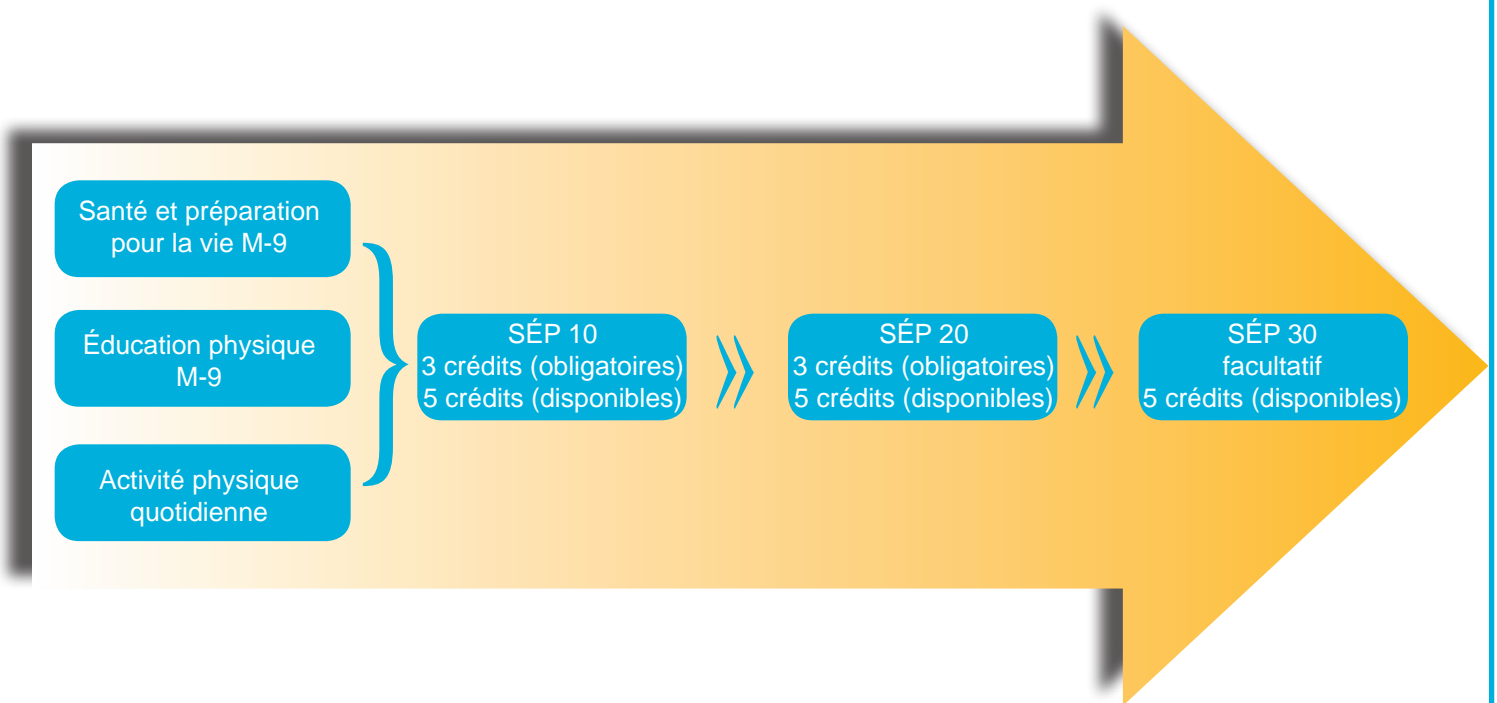 Santé et préparation
pour la vie M-9
Éducation physique
M-9
Activité physique
quotidienne
SÉP 10
3 crédits (obligatoires)
5 crédits (disponibles)
SÉP 20
3 crédits (obligatoires)
5 crédits (disponibles)
SÉP 30
facultatif
5 crédits (disponibles)